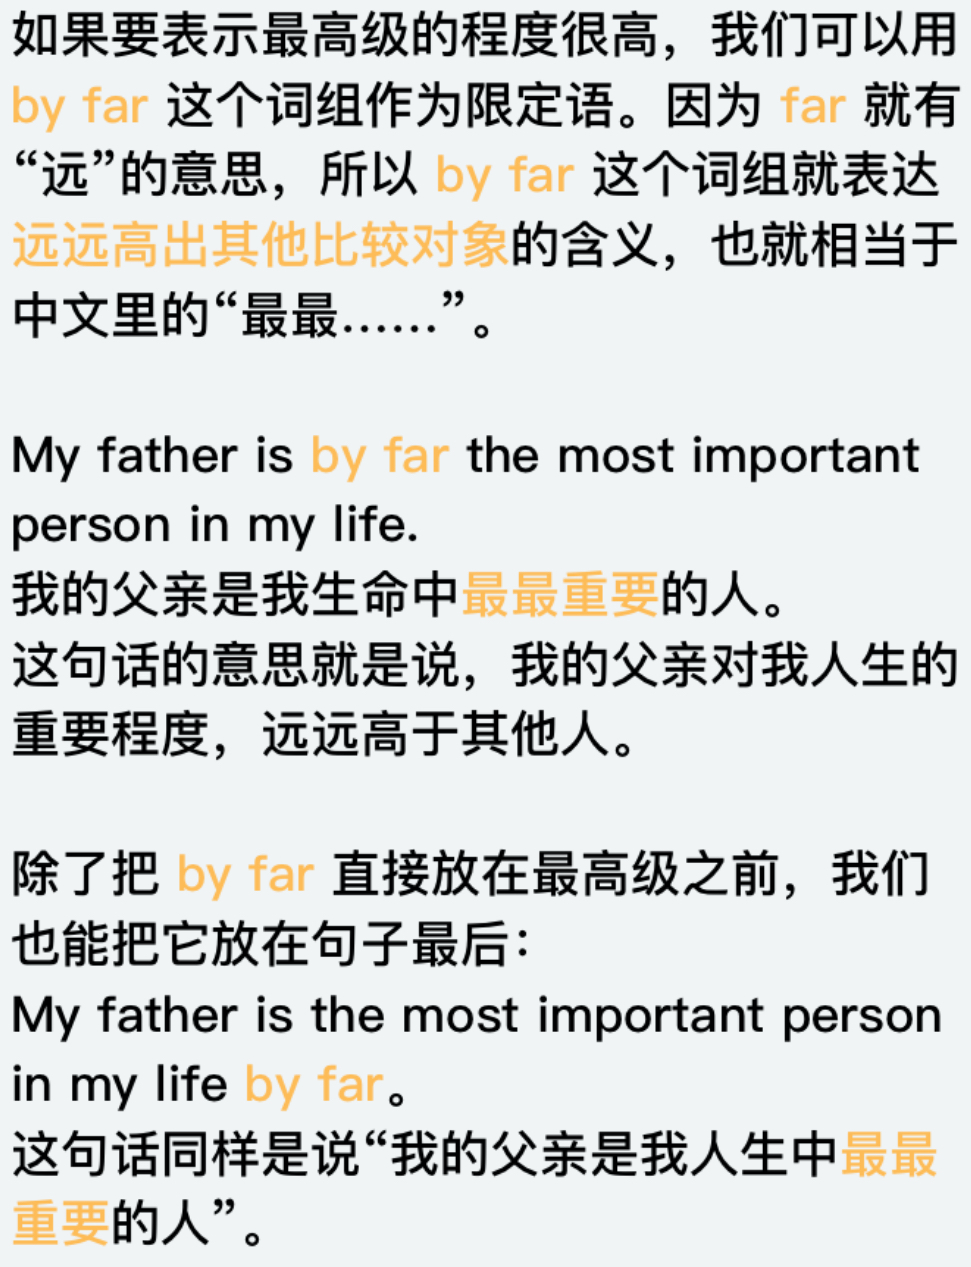 如果要表示最高级的程度很高，我们可以用
by far 这个词组作为限定语。因为 far 就有
“远”的意思，所以 by far 这个词组就表达
远远高出其他比较对象的含义，也就相当于
中文里的“最最……”。
My father is by far the most important
person in my life.
我的父亲是我生命中最最重要的人。
这句话的意思就是说，我的父亲对我人生的
重要程度，远远高于其他人。
除了把 by far 直接放在最高级之前，我们
也能把它放在句子最后：
My father is the most important person
in my life by far。
这句话同样是说“我的父亲是我人生中最最
重要的人”。